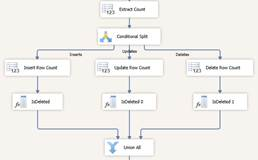 Extract Count
Conditional Split
Inserts
Updates
Deletes
Insert Row Count
Update Row Count
Delete Row Count
IsDeleted
IsDeleted 0
IsDeleted 1
Union All